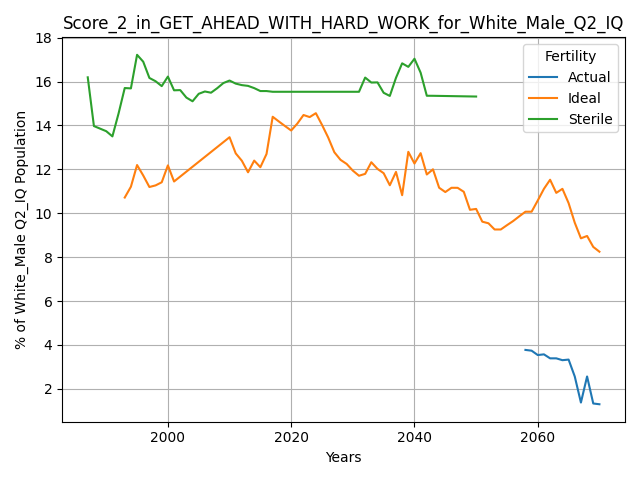 Score_2_in_GET_AHEAD_WITH_HARD_WORK_for_White_Male_Q2_IQ
Fertility
Actual
Ideal
Sterile
% of White_Male Q2_IQ Population
18
16
14
12
10
8
6
4
2
2000 2020 2040 2060
Years